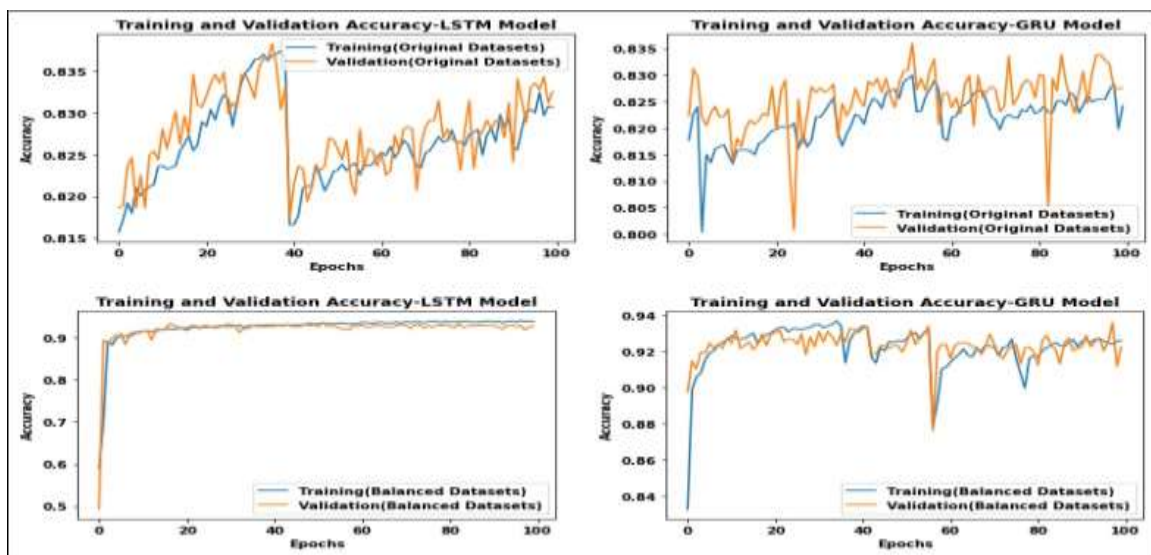 Training and Validation Accuracy-LSTM Model
Training(Original Datasets)
Validation(Original Datasets)
0.835
0.830
0.825
0.820
0.815
Accuracy
0 20 40 60 80 100
Epochs
Training and Validation Accuracy-GRU Model
0.835
0.830
0.825
0.820
0.815
0.810
0.805
0.800
Accuracy
Training(Original Datasets)
Validation(Original Datasets)
0 20 40 60 80 100
Epochs
Training and Validation Accuracy-LSTM Model
0.9
0.8
0.7
0.6
0.5
Accuracy
Training(Balanced Datasets)
Validation(Balanced Datasets)
0 20 40 60 80 100
Epochs
Training and Validation Accuracy-GRU Model
0.94
0.92
0.90
0.88
0.86
0.84
Accuracy
Training(Balanced Datasets)
Validation(Balanced Datasets)
0 20 40 60 80 100
Epochs